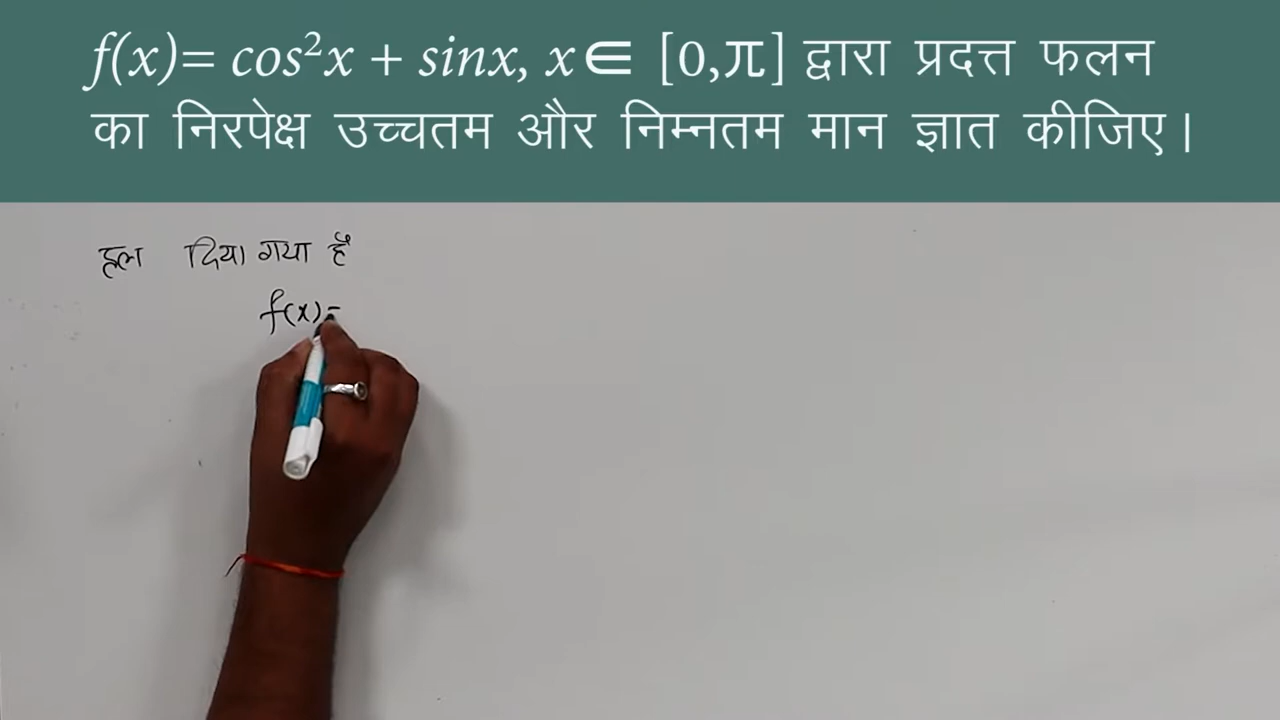 f(x)= cos²x + sinx, x ∈ [0,π] द्वारा प्रदत्त फलन
का निरपेक्ष उच्चतम और निम्नतम मान ज्ञात कीजिए।
हल दिया गया है
f(x)=